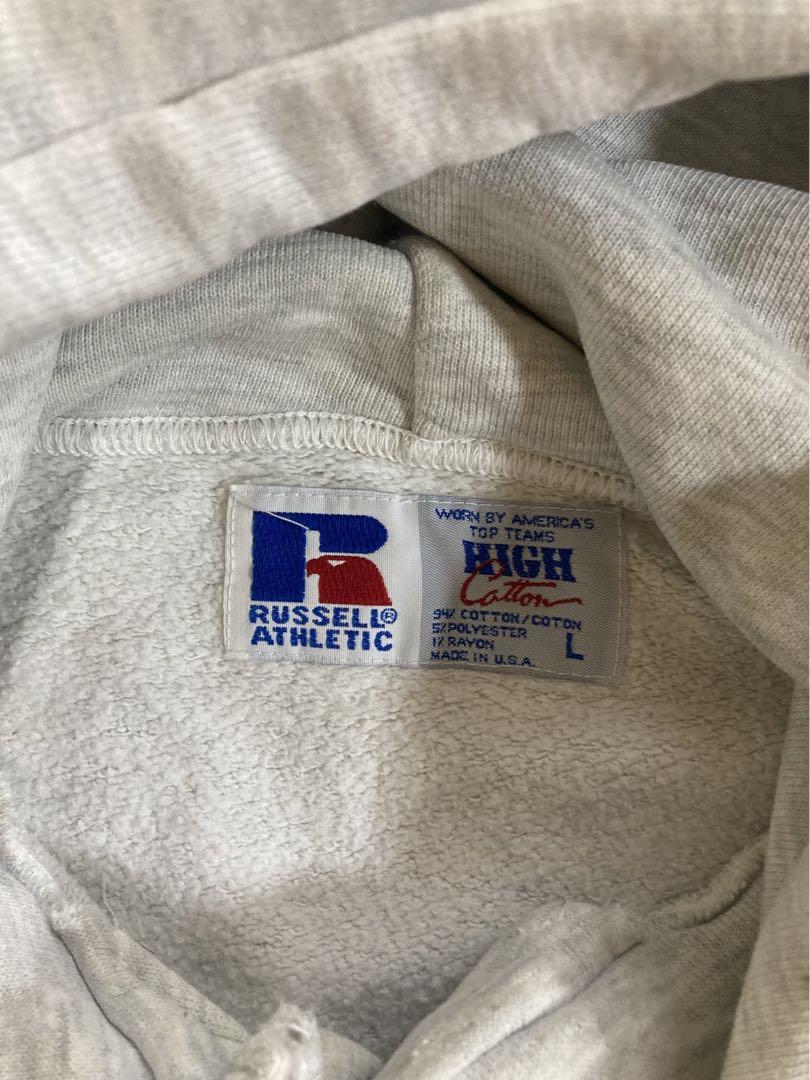 RUSSELL®
ATHLETIC
WORN BY AMERICA'S
TOP TEAMS
HIGH
Cotton
94% COTTON/COTON
5% POLYESTER
1% RAYON
MADE IN U.S.A.
L